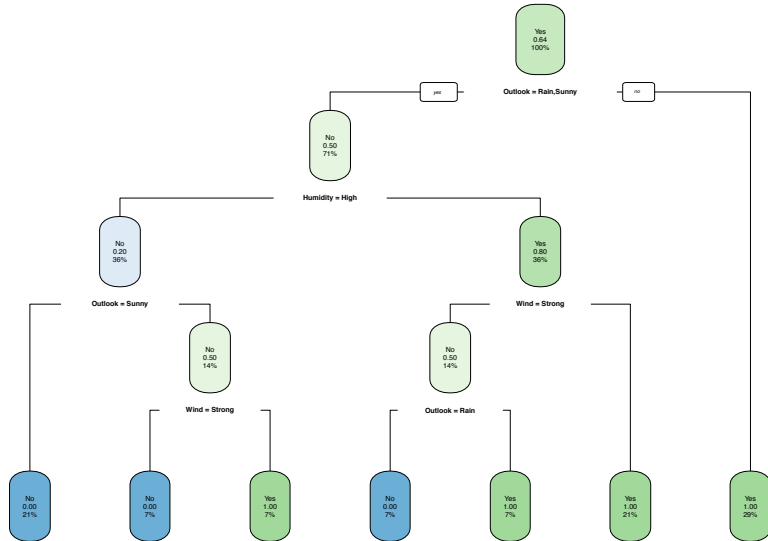 Yes
0.64
100%
yes
Outlook = Rain,Sunny
no
No
0.50
71%
Humidity = High
No
0.20
36%
Yes
0.80
36%
Outlook = Sunny
Wind = Strong
No
0.50
14%
No
0.50
14%
Wind = Strong
Outlook = Rain
No
0.00
21%
No
0.00
7%
Yes
1.00
7%
No
0.00
7%
Yes
1.00
7%
Yes
1.00
21%
Yes
1.00
29%